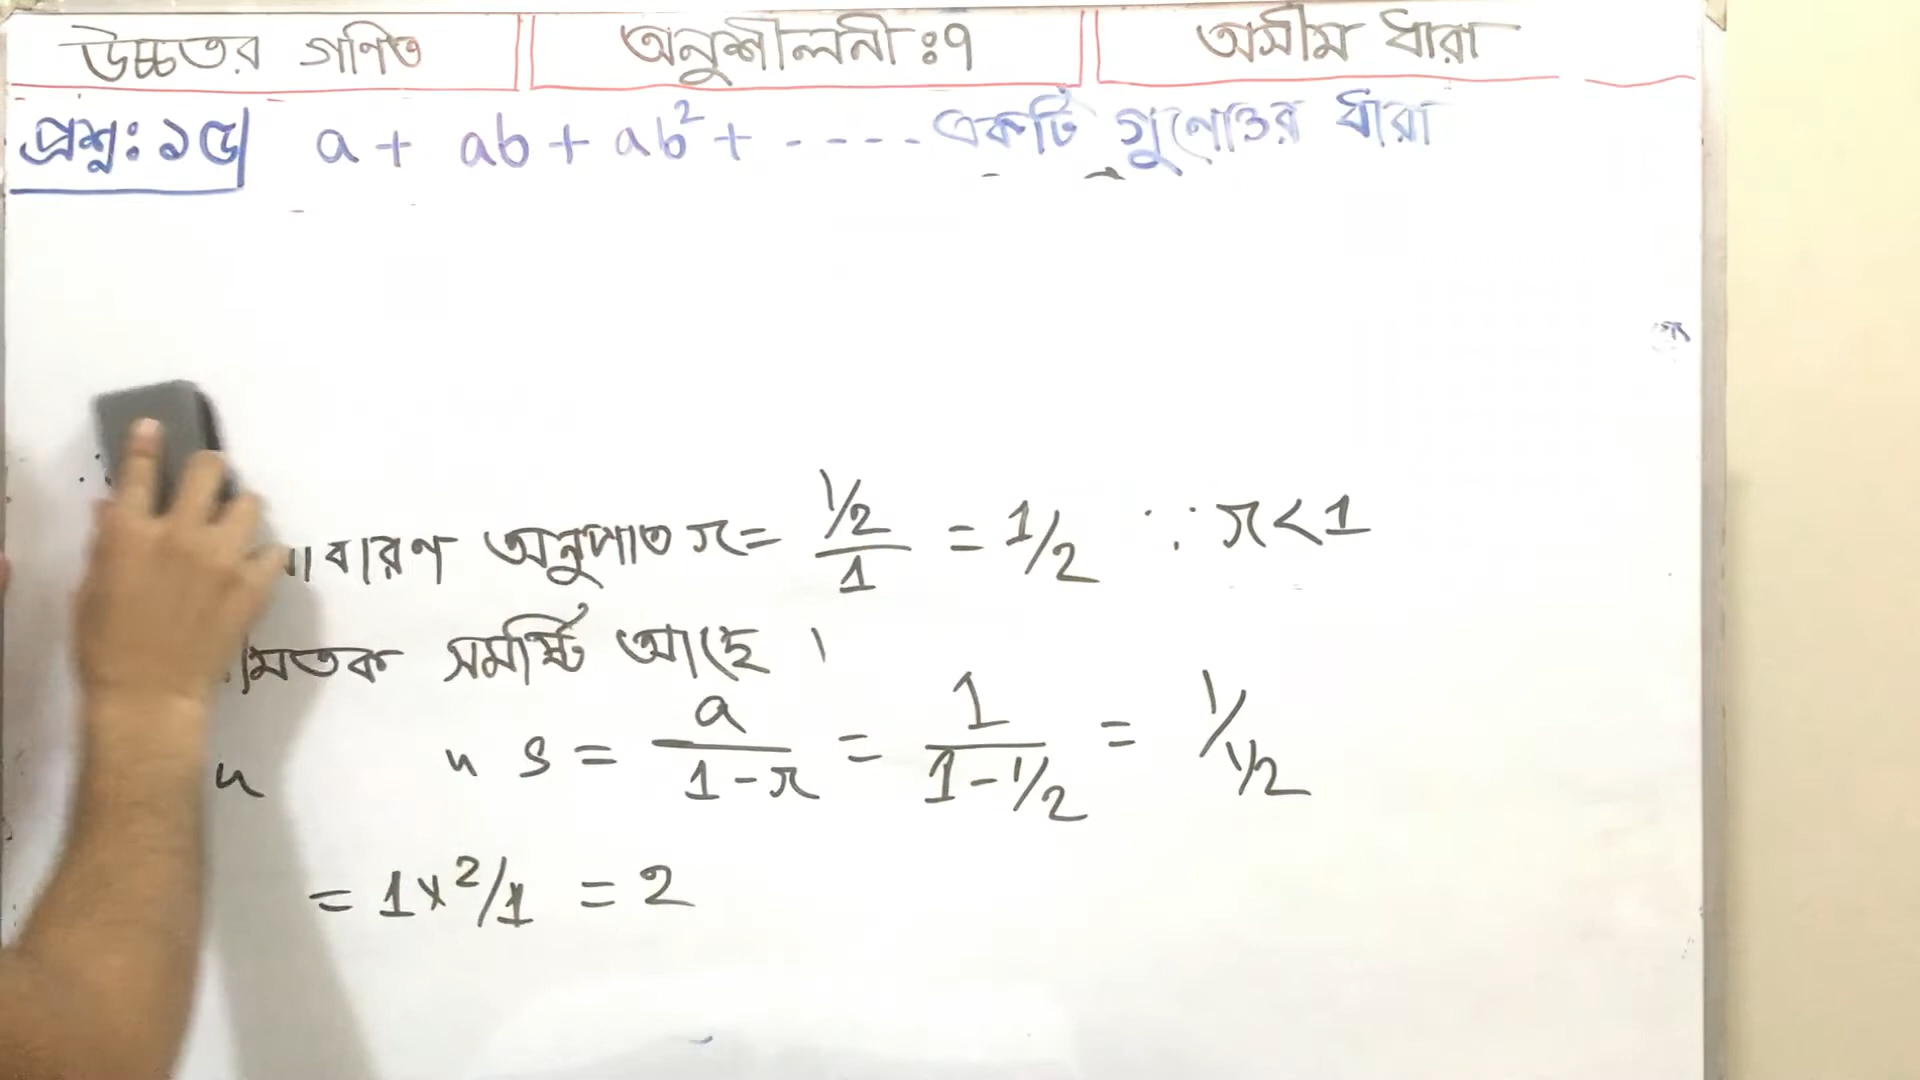 উচ্চতর গণিত অনুশীলনীঃ৭ অসীম ধারা
প্রশ্ন: ১৫| a + ab + ab² + ---- একটি গুনোত্তর ধারা
অনুপাত r = 1/2 / 1 = 1/2 ∵ r < 1
সমষ্টি আছে।
" " S = a / 1-r = 1 / 1-1/2 = 1 / 1/2
= 1×2/1 = 2